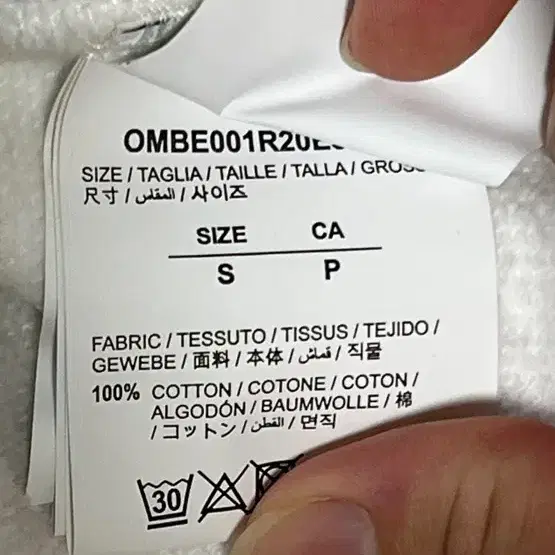 OMBE001R20E
SIZE / TAGLIA / TAILLE / TALLA / GROSS
尺寸 / المقاس / 사이즈
SIZE CA
S P
FABRIC / TESSUTO / TISSUS / TEJIDO /
GEWEBE / 面料 / 本体 / قماش / 직물
100% COTTON / COTONE / COTON /
ALGODÓN / BAUMWOLLE / 棉
/ コットン / القطن / 면직
30